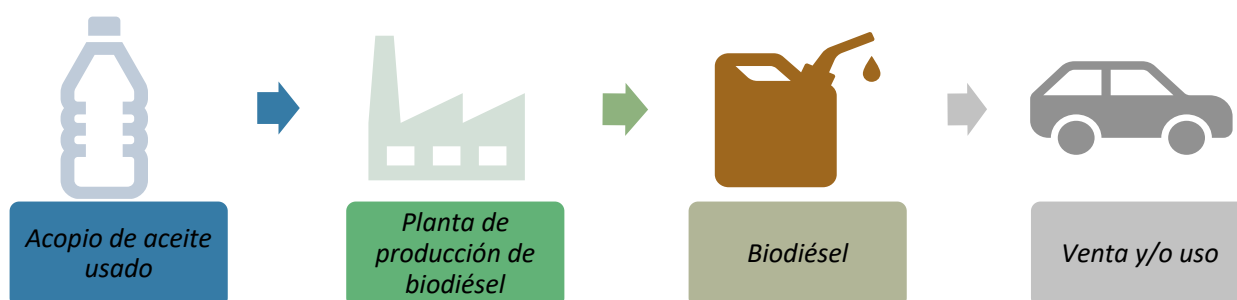 Acopio de aceite
usado
Planta de
producción de
biodiésel
Biodiésel
Venta y/o uso